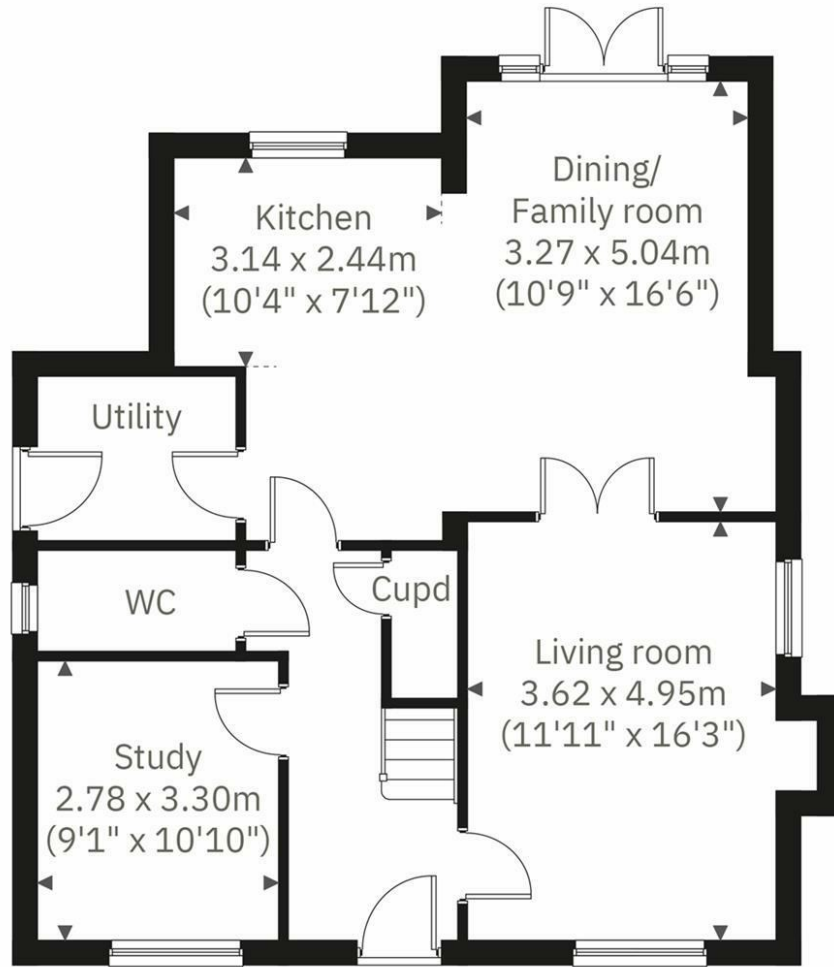 Dining/
Family room
3.27 x 5.04m
(10'9" x 16'6")
Kitchen
3.14 x 2.44m
(10'4" x 7'12")
Utility
WC
Cupd
Living room
3.62 x 4.95m
(11'11" x 16'3")
Study
2.78 x 3.30m
(9'1" x 10'10")